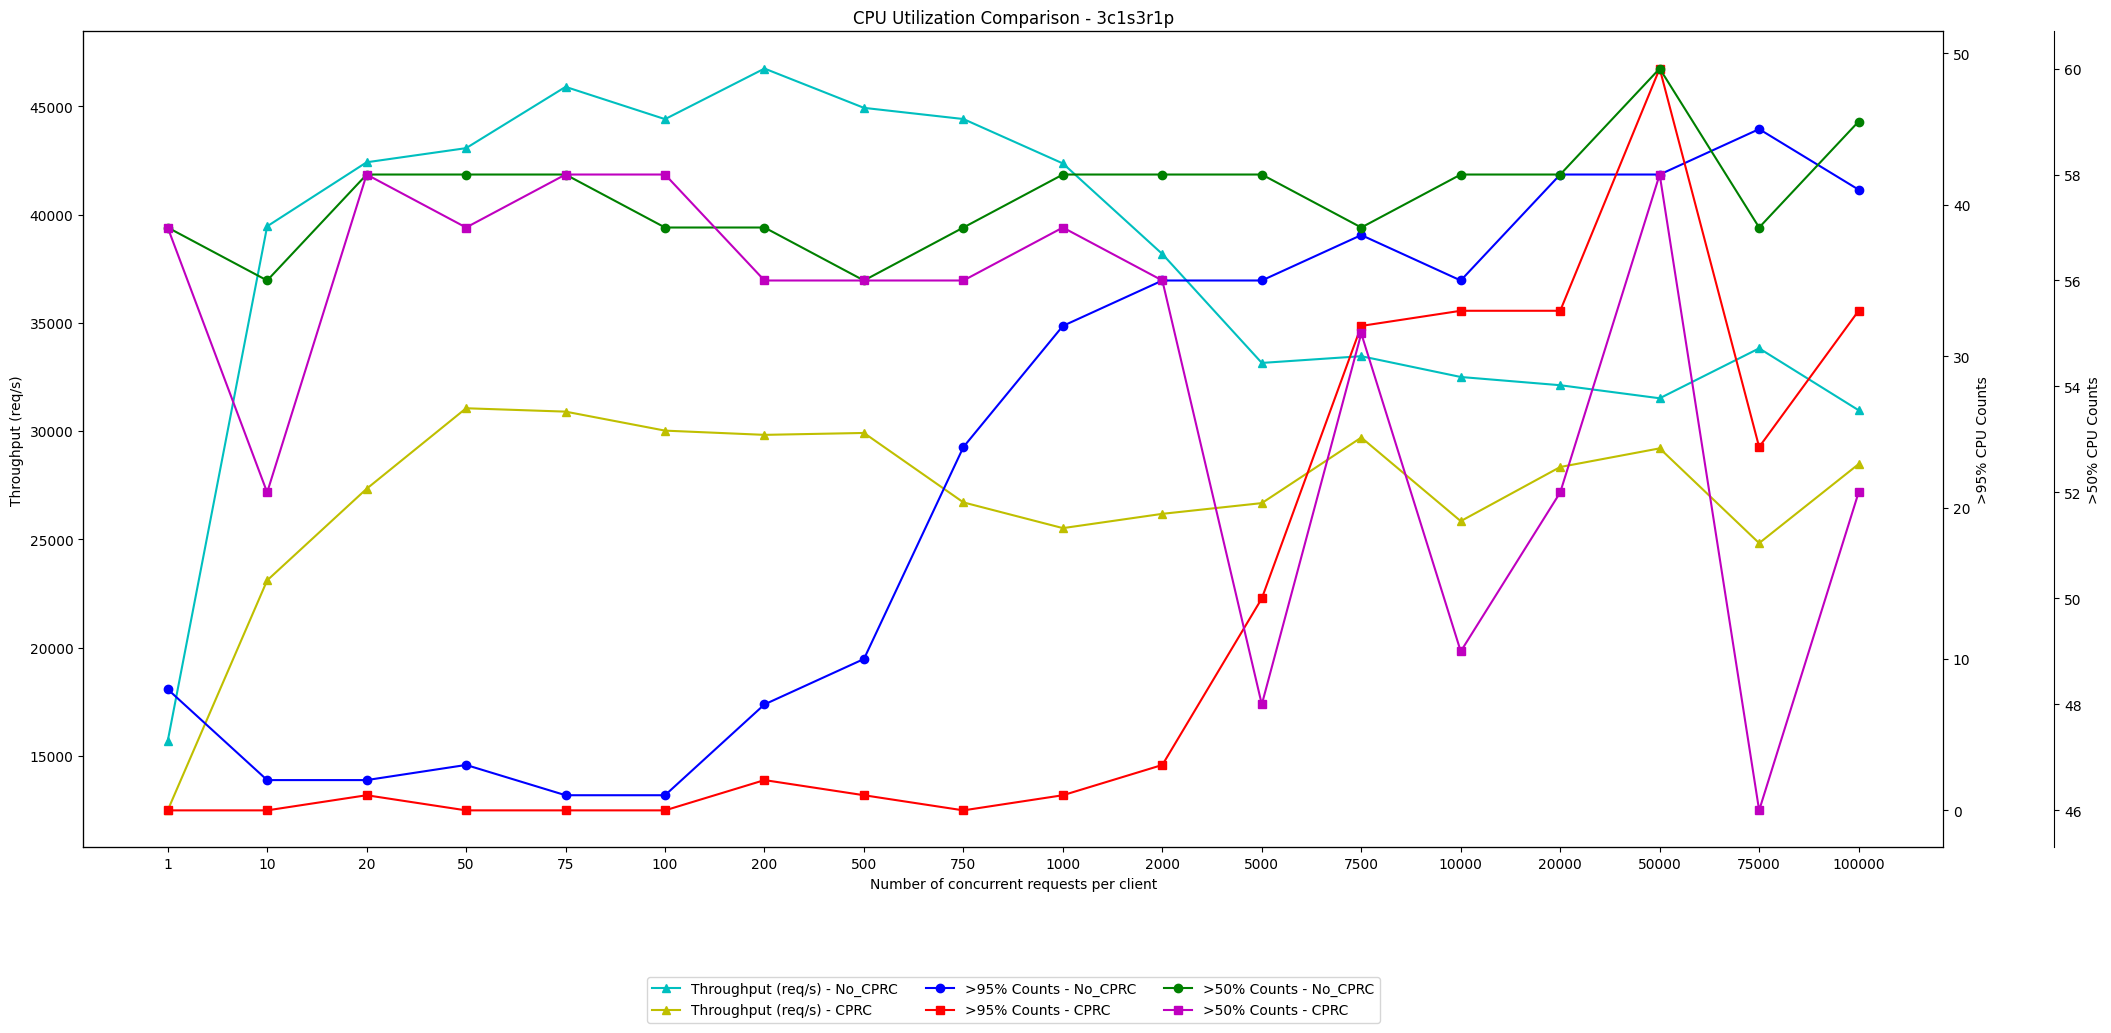 CPU Utilization Comparison - 3c1s3r1p
Throughput (req/s)
45000
40000
35000
30000
25000
20000
15000
50
40
30
20
10
0
>95% CPU Counts
60
58
56
54
52
50
48
46
>50% CPU Counts
1 10 20 50 75 100 200 500 750 1000 2000 5000 7500 10000 20000 50000 75000 100000
Number of concurrent requests per client
Throughput (req/s) - No_CPRC >95% Counts - No_CPRC >50% Counts - No_CPRC
Throughput (req/s) - CPRC >95% Counts - CPRC >50% Counts - CPRC